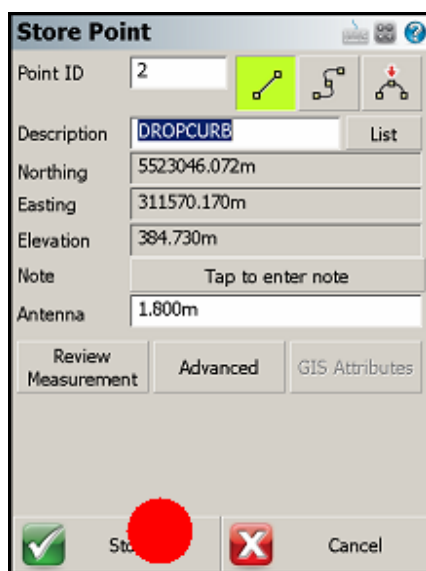 Store Point
Point ID 2
Description DROPCURB List
Northing 5523046.072m
Easting 311570.170m
Elevation 384.730m
Note Tap to enter note
Antenna 1.800m
Review Measurement Advanced GIS Attributes
Cancel